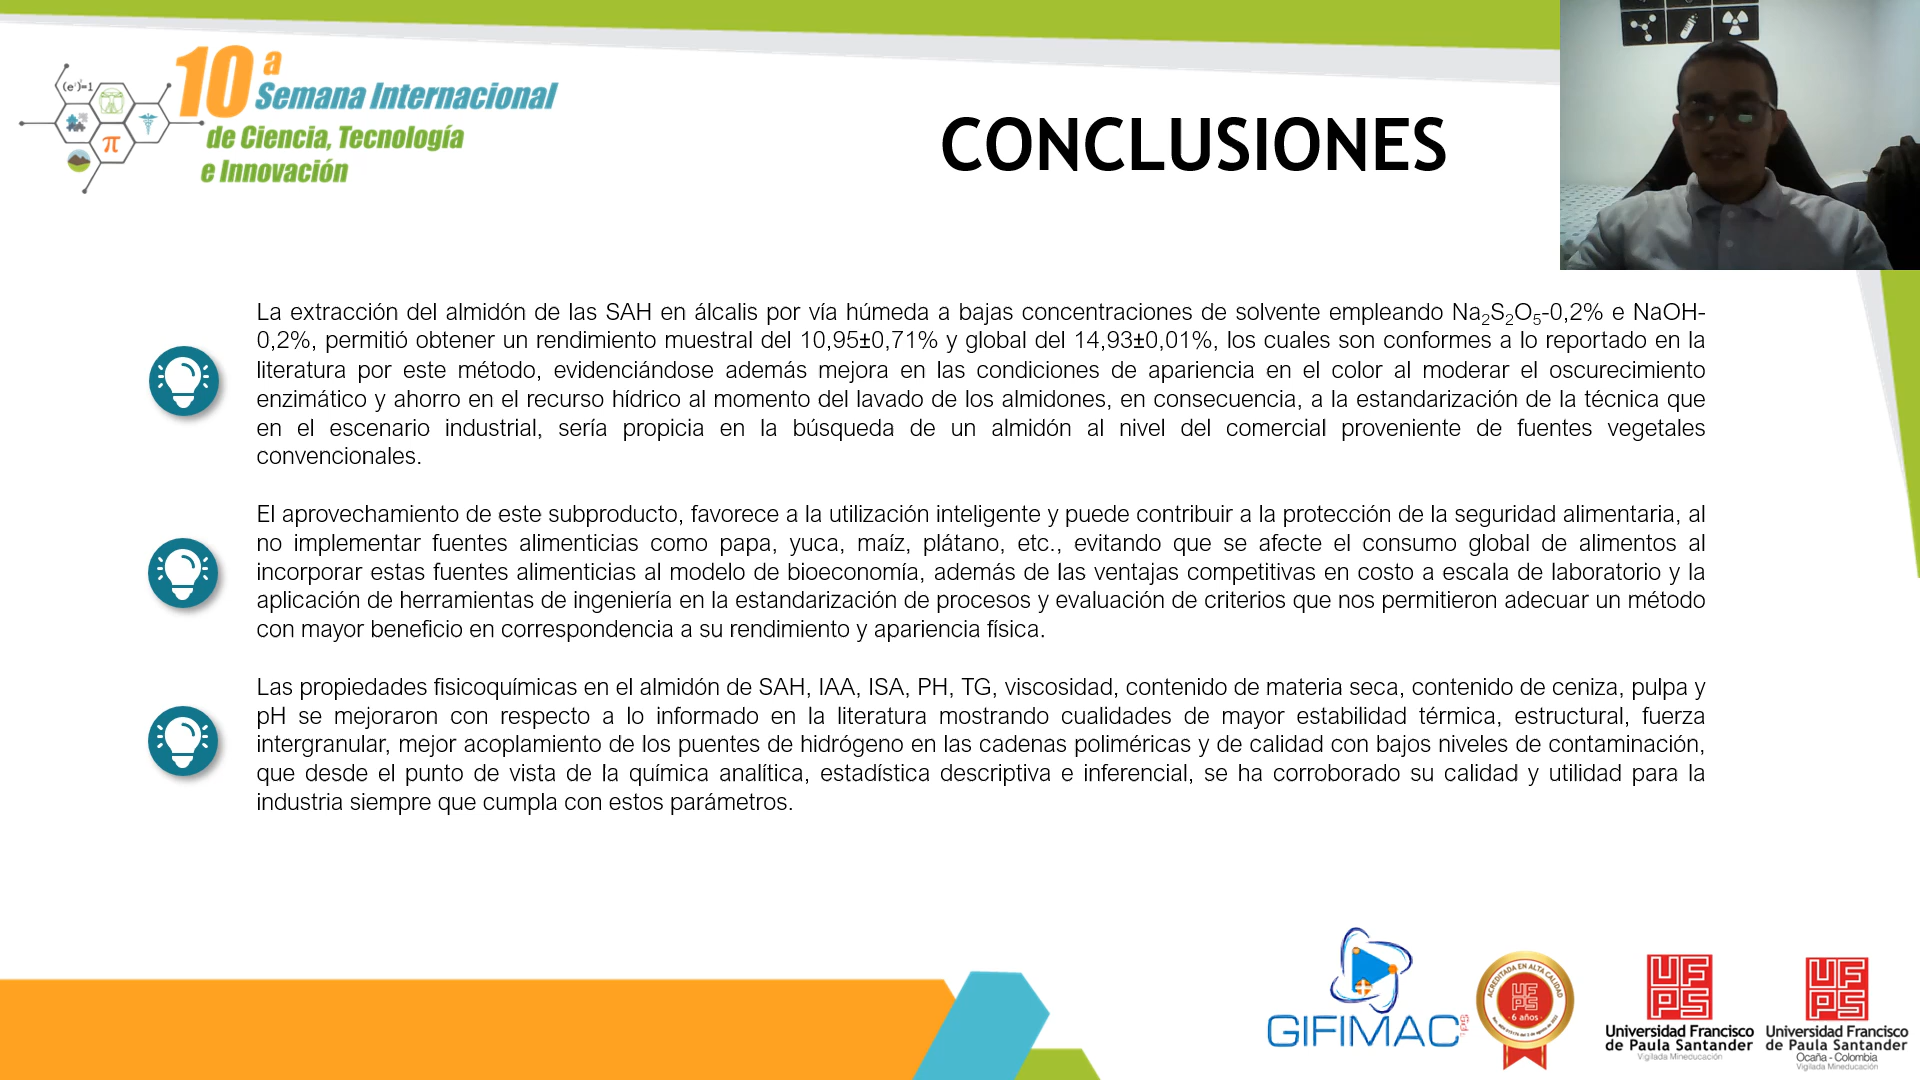 10ª
Semana Internacional
de Ciencia, Tecnología
e Innovación
π
CONCLUSIONES
La extracción del almidón de las SAH en álcalis por vía húmeda a bajas concentraciones de solvente empleando Na₂S₂O₅-0,2% e NaOH-
0,2%, permitió obtener un rendimiento muestral del 10,95±0,71% y global del 14,93±0,01%, los cuales son conformes a lo reportado en la
literatura por este método, evidenciándose además mejora en las condiciones de apariencia en el color al moderar el oscurecimiento
enzimático y ahorro en el recurso hídrico al momento del lavado de los almidones, en consecuencia, a la estandarización de la técnica que
en el escenario industrial, sería propicia en la búsqueda de un almidón al nivel del comercial proveniente de fuentes vegetales
convencionales.
El aprovechamiento de este subproducto, favorece a la utilización inteligente y puede contribuir a la protección de la seguridad alimentaria, al
no implementar fuentes alimenticias como papa, yuca, maíz, plátano, etc., evitando que se afecte el consumo global de alimentos al
incorporar estas fuentes alimenticias al modelo de bioeconomía, además de las ventajas competitivas en costo a escala de laboratorio y la
aplicación de herramientas de ingeniería en la estandarización de procesos y evaluación de criterios que nos permitieron adecuar un método
con mayor beneficio en correspondencia a su rendimiento y apariencia física.
Las propiedades fisicoquímicas en el almidón de SAH, IAA, ISA, PH, TG, viscosidad, contenido de materia seca, contenido de ceniza, pulpa y
pH se mejoraron con respecto a lo informado en la literatura mostrando cualidades de mayor estabilidad térmica, estructural, fuerza
intergranular, mejor acoplamiento de los puentes de hidrógeno en las cadenas poliméricas y de calidad con bajos niveles de contaminación,
que desde el punto de vista de la química analítica, estadística descriptiva e inferencial, se ha corroborado su calidad y utilidad para la
industria siempre que cumpla con estos parámetros.
GIFIMAC
ACREDITADA EN ALTA CALIDAD
UFPS
6 años
UFPS
Universidad Francisco
de Paula Santander
Vigilada Mineducación
UFPS
Universidad Francisco
de Paula Santander
Ocaña - Colombia
Vigilada Mineducación